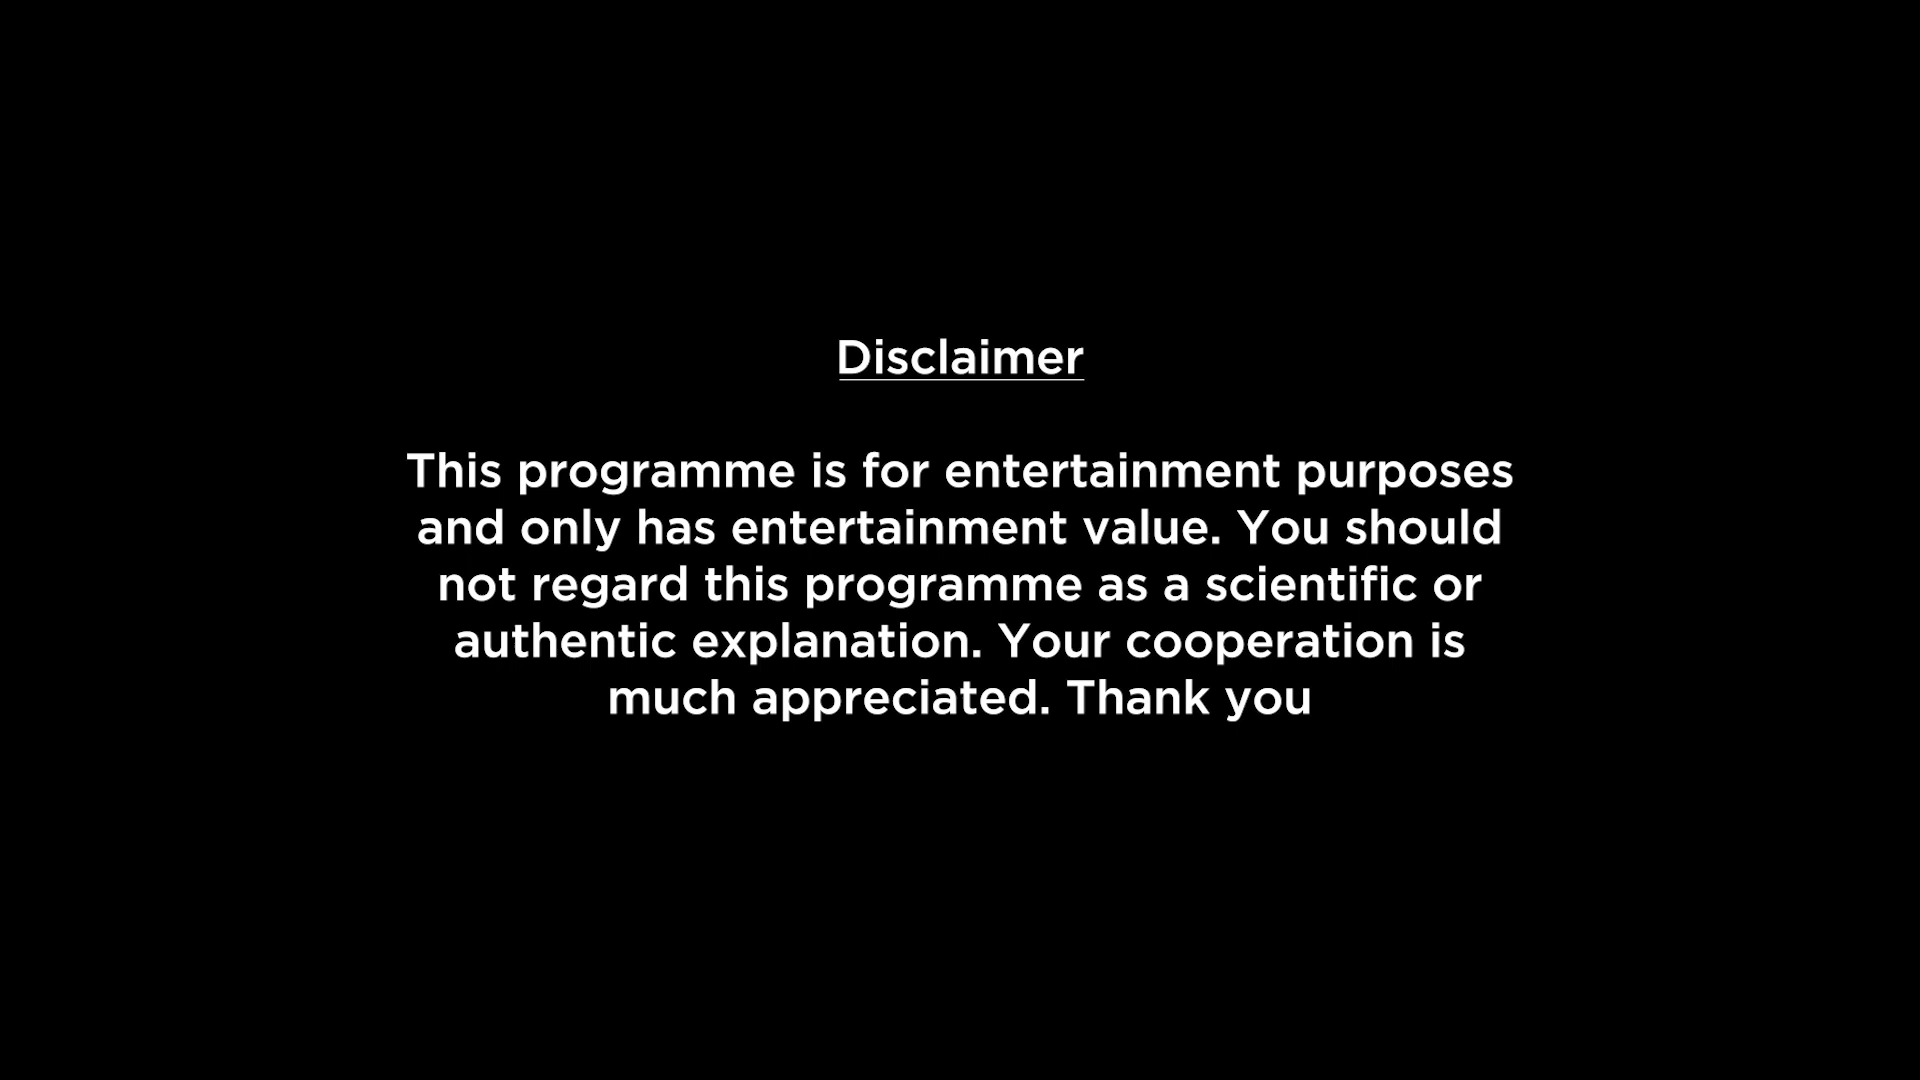 Disclaimer
This programme is for entertainment purposes
and only has entertainment value. You should
not regard this programme as a scientific or
authentic explanation. Your cooperation is
much appreciated. Thank you